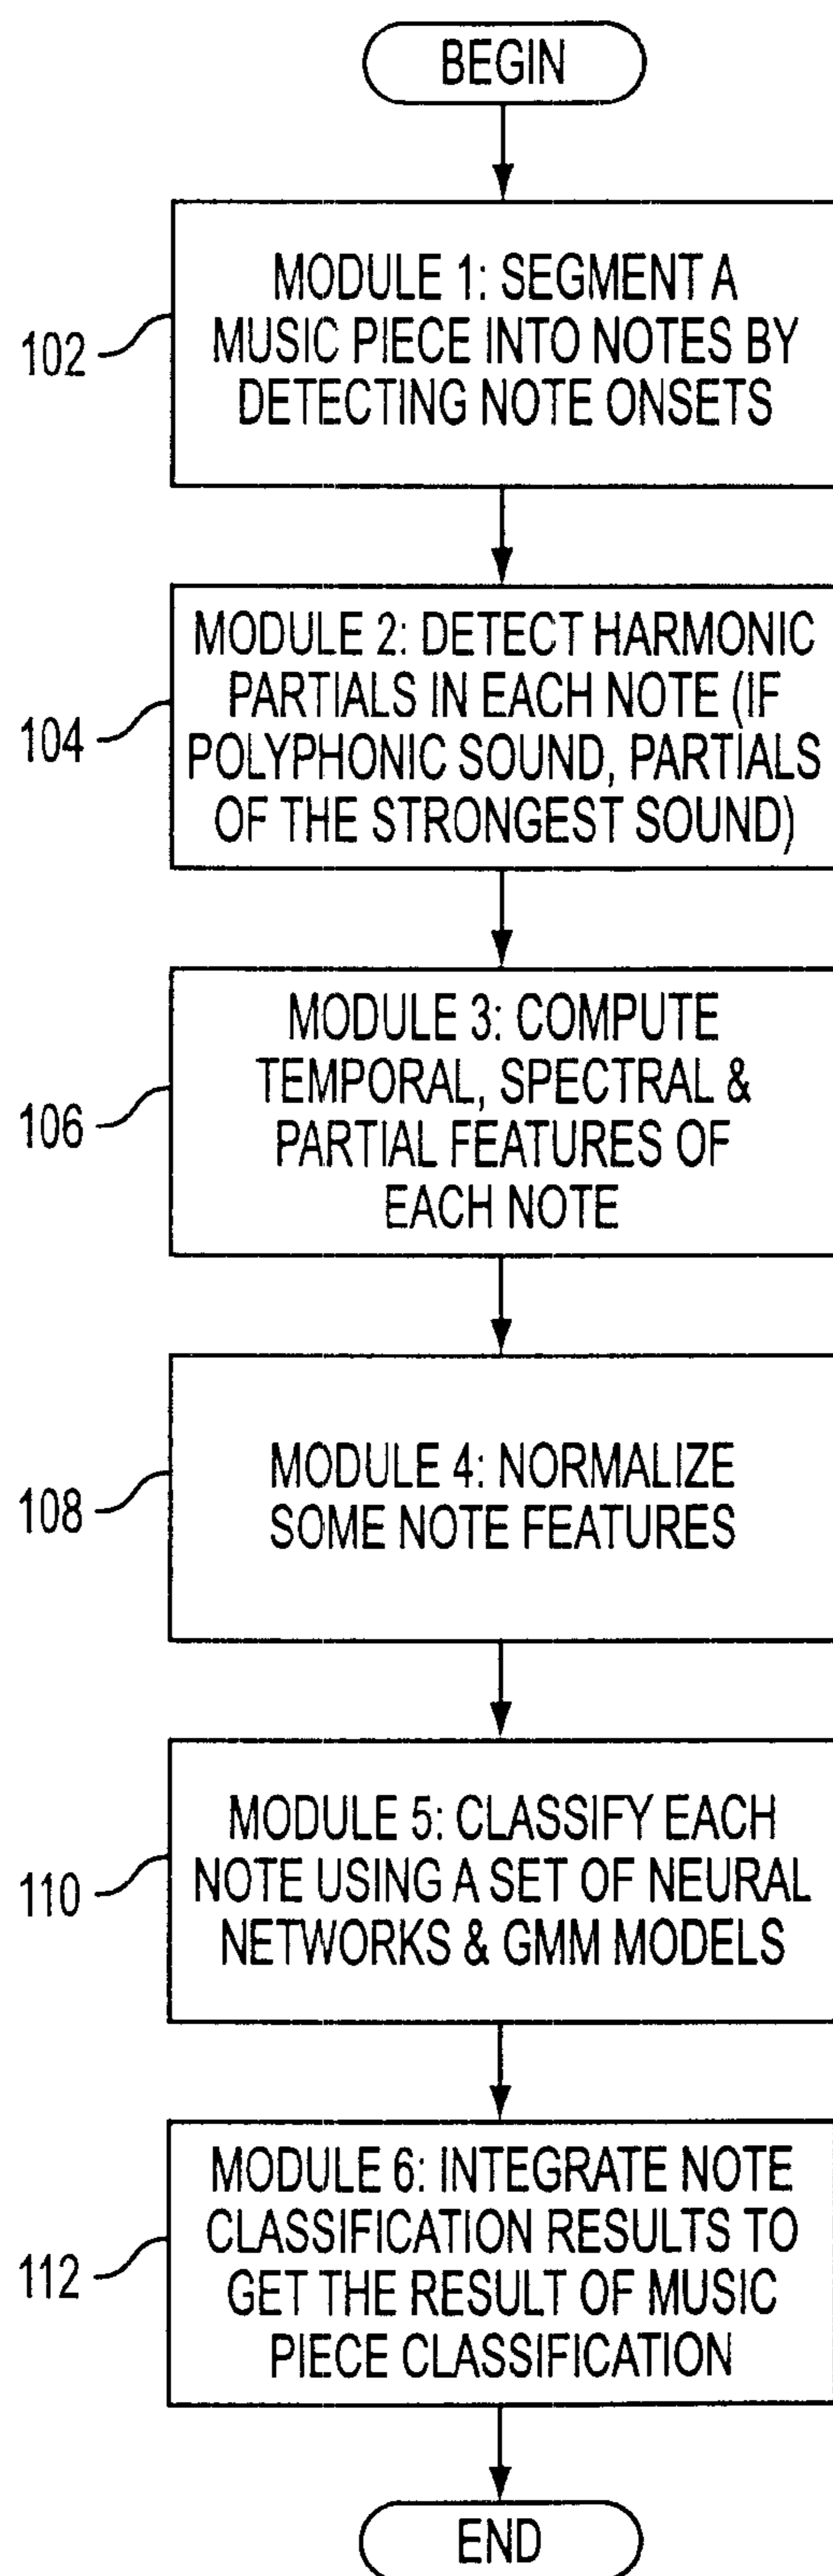 BEGIN
MODULE 1: SEGMENT A
MUSIC PIECE INTO NOTES BY
DETECTING NOTE ONSETS
102
MODULE 2: DETECT HARMONIC
PARTIALS IN EACH NOTE (IF
POLYPHONIC SOUND, PARTIALS
OF THE STRONGEST SOUND)
104
MODULE 3: COMPUTE
TEMPORAL, SPECTRAL &
PARTIAL FEATURES OF
EACH NOTE
106
MODULE 4: NORMALIZE
SOME NOTE FEATURES
108
MODULE 5: CLASSIFY EACH
NOTE USING A SET OF NEURAL
NETWORKS & GMM MODELS
110
MODULE 6: INTEGRATE NOTE
CLASSIFICATION RESULTS TO
GET THE RESULT OF MUSIC
PIECE CLASSIFICATION
112
END